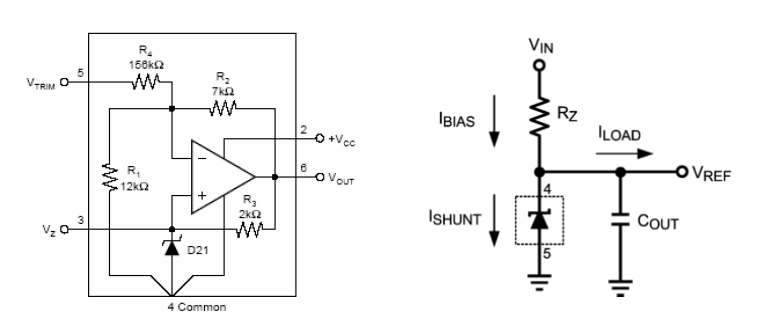 R4
156kΩ
5
VTRIM
R2
7kΩ
2
+VCC
R1
12kΩ
−
+
6
VOUT
R3
2kΩ
3
VZ
D21
4 Common
VIN
IBIAS
RZ
ILOAD
VREF
4
ISHUNT
COUT
5